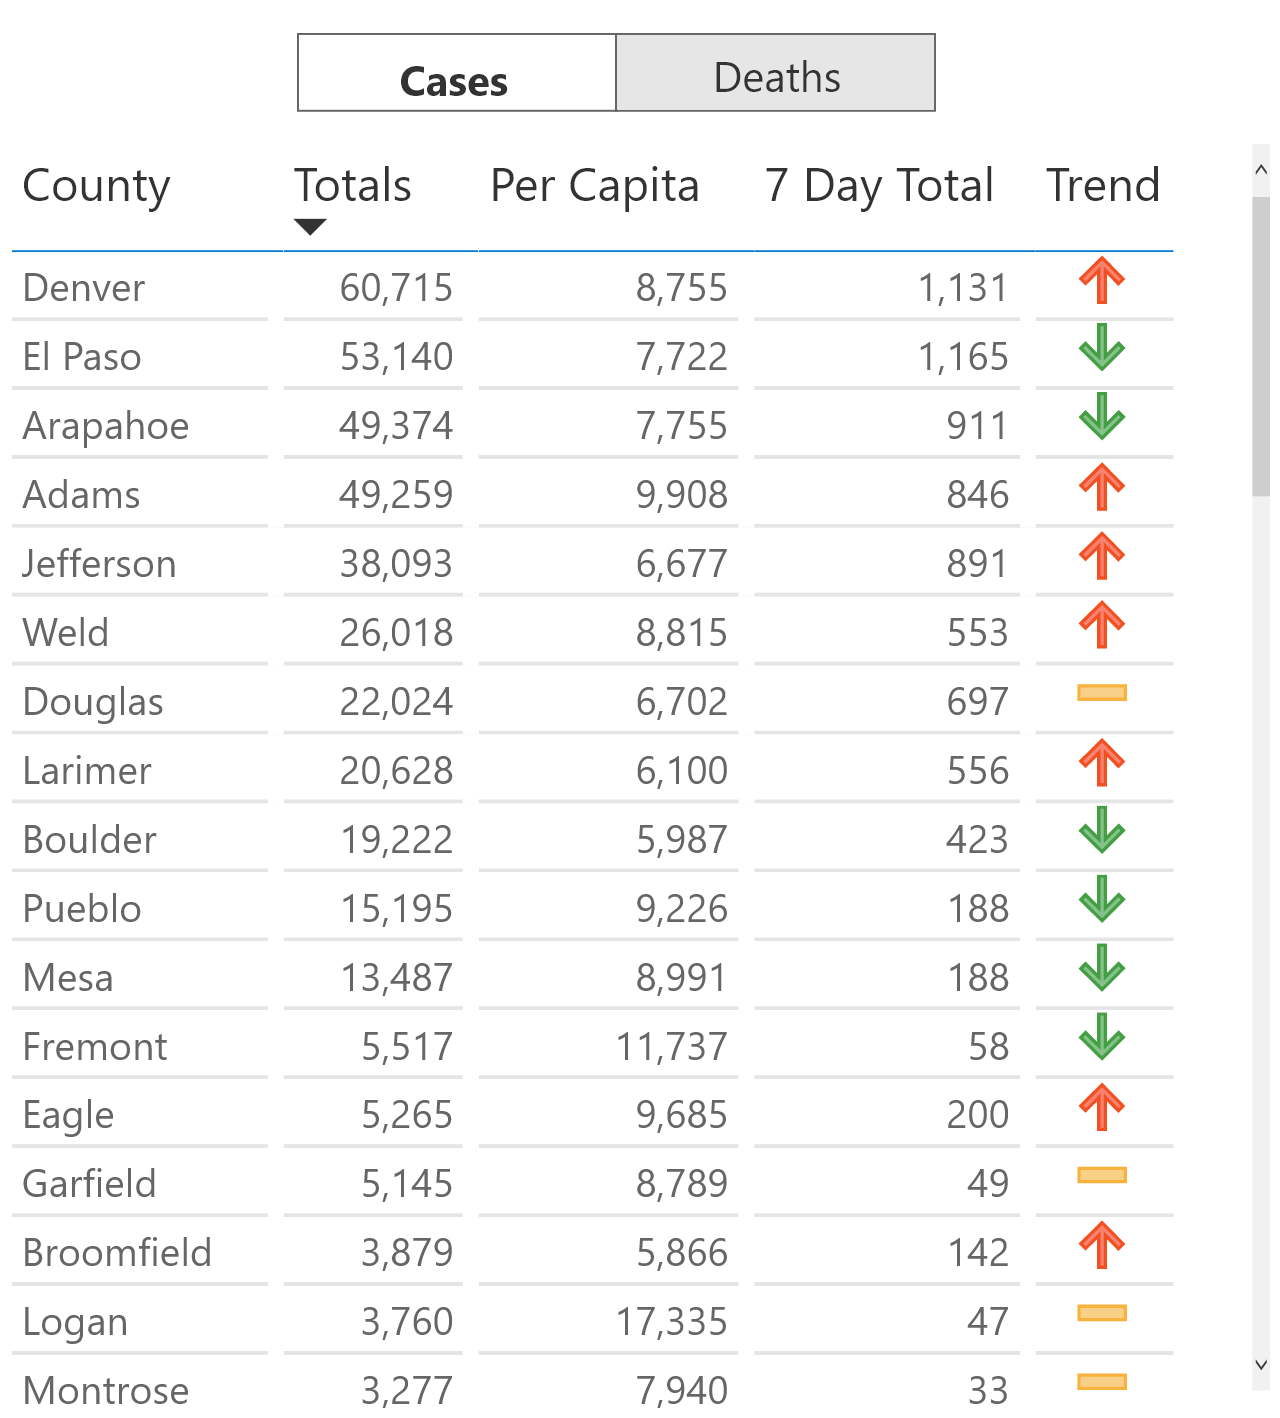 Cases Deaths
County Totals Per Capita 7 Day Total Trend
Denver 60,715 8,755 1,131
El Paso 53,140 7,722 1,165
Arapahoe 49,374 7,755 911
Adams 49,259 9,908 846
Jefferson 38,093 6,677 891
Weld 26,018 8,815 553
Douglas 22,024 6,702 697
Larimer 20,628 6,100 556
Boulder 19,222 5,987 423
Pueblo 15,195 9,226 188
Mesa 13,487 8,991 188
Fremont 5,517 11,737 58
Eagle 5,265 9,685 200
Garfield 5,145 8,789 49
Broomfield 3,879 5,866 142
Logan 3,760 17,335 47
Montrose 3,277 7,940 33